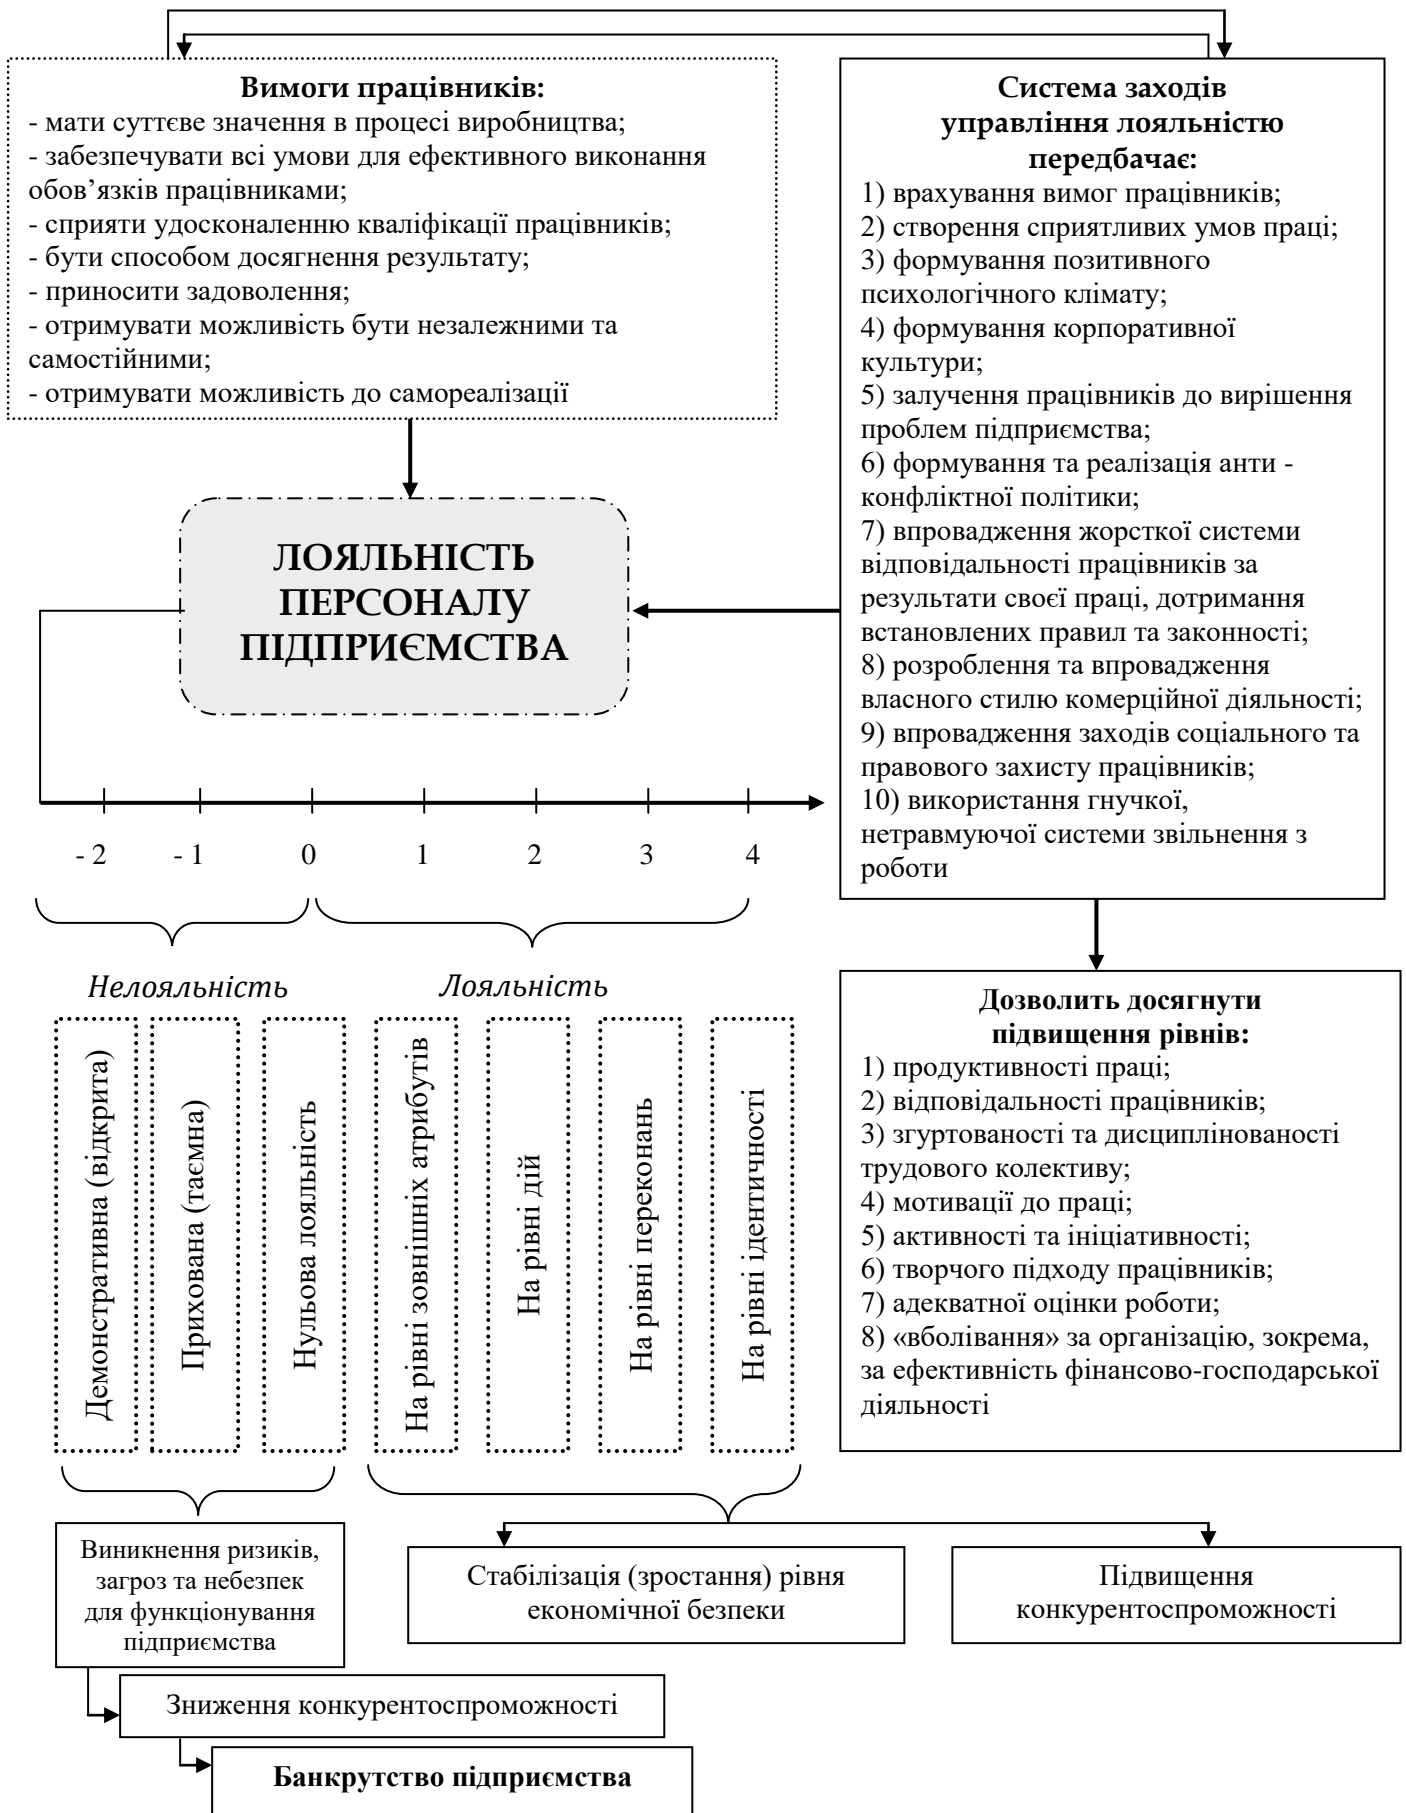 Вимоги працівників:
- мати суттєве значення в процесі виробництва;
- забезпечувати всі умови для ефективного виконання
обов’язків працівниками;
- сприяти удосконаленню кваліфікації працівників;
- бути способом досягнення результату;
- приносити задоволення;
- отримувати можливість бути незалежними та
самостійними;
- отримувати можливість до самореалізації
Система заходів
управління лояльністю
передбачає:
1) врахування вимог працівників;
2) створення сприятливих умов праці;
3) формування позитивного
психологічного клімату;
4) формування корпоративної
культури;
5) залучення працівників до вирішення
проблем підприємства;
6) формування та реалізація анти -
конфліктної політики;
7) впровадження жорсткої системи
відповідальності працівників за
результати своєї праці, дотримання
встановлених правил та законності;
8) розроблення та впровадження
власного стилю комерційної діяльності;
9) впровадження заходів соціального та
правового захисту працівників;
10) використання гнучкої,
нетравмуючої системи звільнення з
роботи
ЛОЯЛЬНІСТЬ
ПЕРСОНАЛУ
ПІДПРИЄМСТВА
- 2 - 1 0 1 2 3 4
Нелояльність
Лояльність
Демонстративна (відкрита)
Прихована (таємна)
Нульова лояльність
На рівні зовнішніх атрибутів
На рівні дій
На рівні переконань
На рівні ідентичності
Дозволить досягнути
підвищення рівнів:
1) продуктивності праці;
2) відповідальності працівників;
3) згуртованості та дисциплінованості
трудового колективу;
4) мотивації до праці;
5) активності та ініціативності;
6) творчого підходу працівників;
7) адекватної оцінки роботи;
8) «вболівання» за організацію, зокрема,
за ефективність фінансово-господарської
діяльності
Виникнення ризиків,
загроз та небезпек
для функціонування
підприємства
Стабілізація (зростання) рівня
економічної безпеки
Підвищення
конкурентоспроможності
Зниження конкурентоспроможності
Банкрутство підприємства